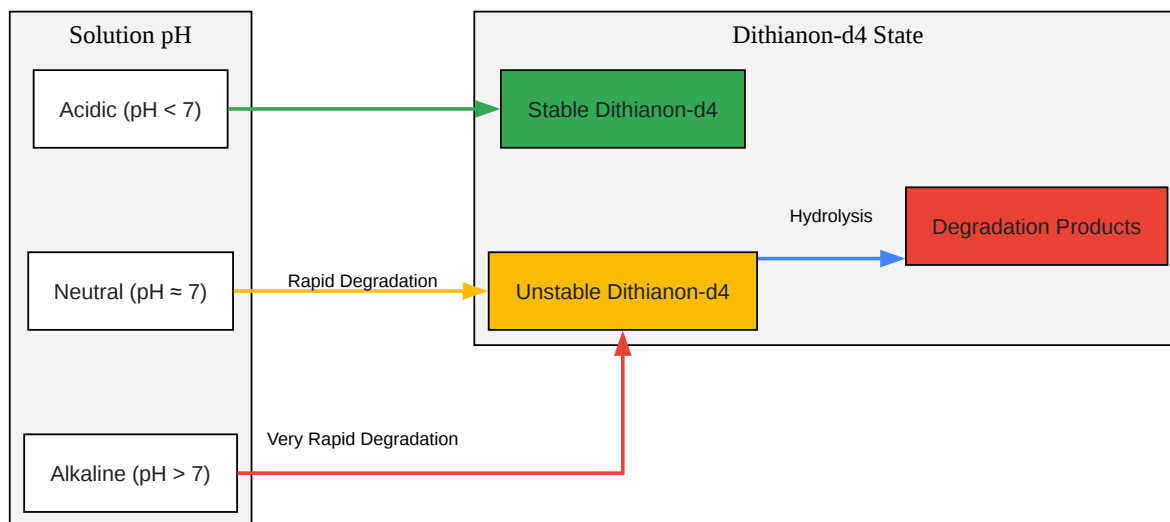 Solution pH
Dithianon-d4 State
Acidic (pH < 7)
Stable Dithianon-d4
Hydrolysis
Degradation Products
Neutral (pH ≈ 7)
Rapid Degradation
Unstable Dithianon-d4
Very Rapid Degradation
Alkaline (pH > 7)